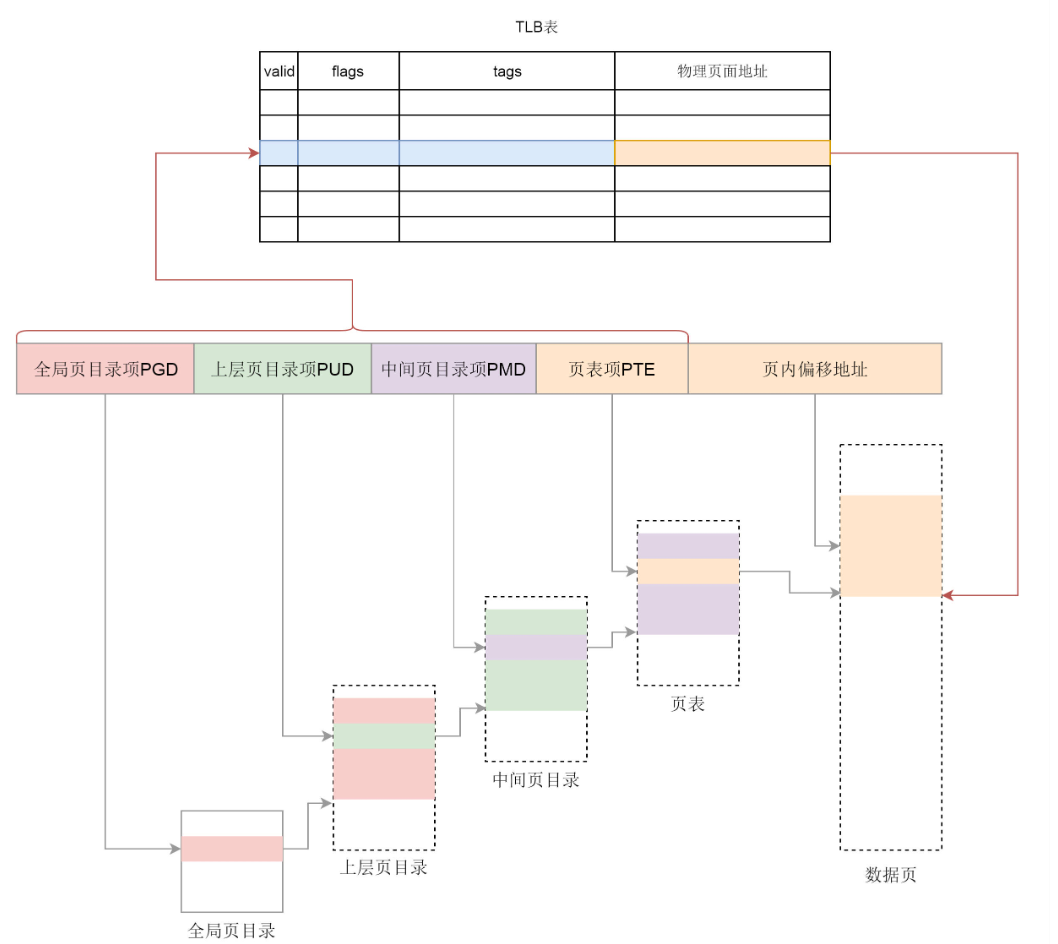 TLB表
valid
flags
tags
物理页面地址
全局页目录项PGD
上层页目录项PUD
中间页目录项PMD
页表项PTE
页内偏移地址
页表
中间页目录
上层页目录
数据页
全局页目录